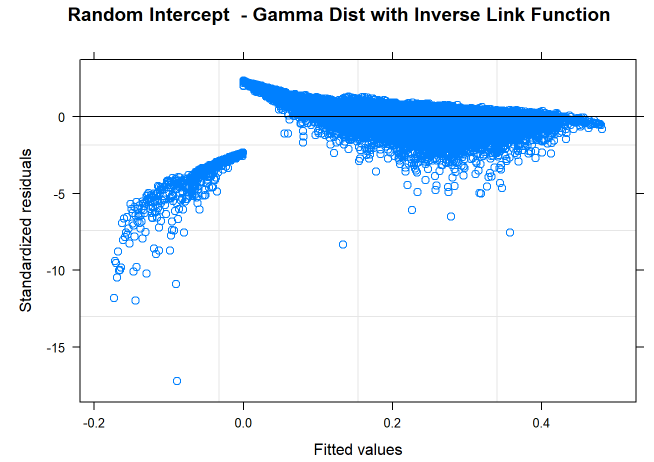 Random Intercept  - Gamma Dist with Inverse Link Function
Standardized residuals
0
-5
-10
-15
-0.2 0.0 0.2 0.4
Fitted values